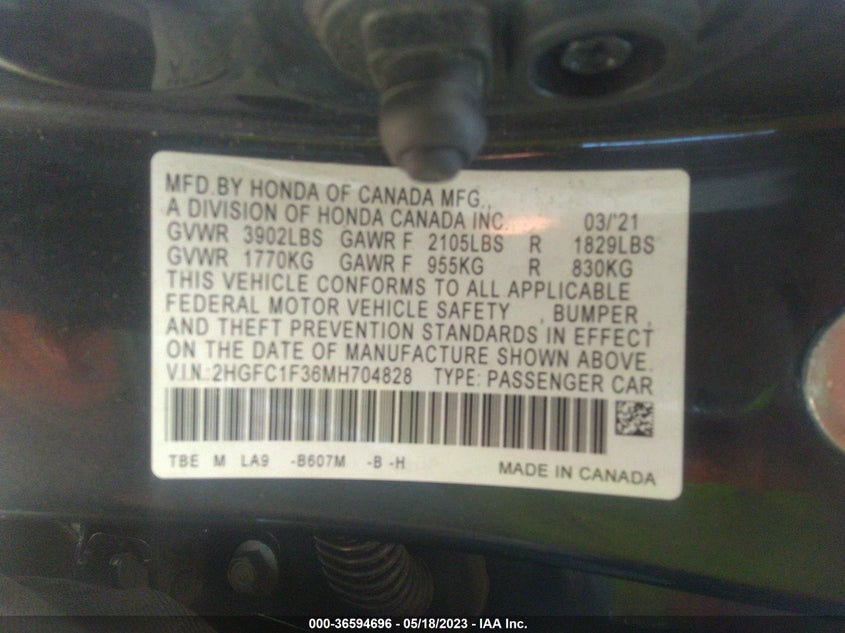 MFD.BY HONDA OF CANADA MFG.,
A DIVISION OF HONDA CANADA INC. 03/'21
GVWR 3902LBS GAWR F 2105LBS R 1829LBS
GVWR 1770KG GAWR F 955KG R 830KG
THIS VEHICLE CONFORMS TO ALL APPLICABLE
FEDERAL MOTOR VEHICLE SAFETY , BUMPER ,
AND THEFT PREVENTION STANDARDS IN EFFECT
ON THE DATE OF MANUFACTURE SHOWN ABOVE.
V.I.N.:2HGFC1F36MH704828 TYPE: PASSENGER CAR
TBE M LA9 -B607M -B -H MADE IN CANADA
000-36594696 - 05/18/2023 - IAA Inc.